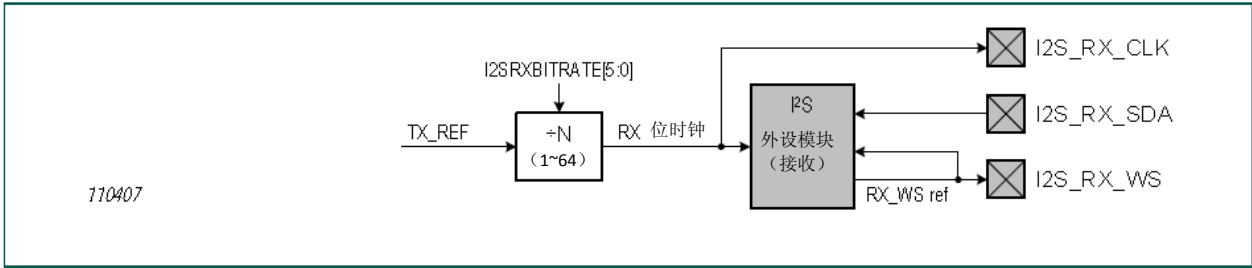 I2S_RX_CLK
I2SRXBITRATE[5:0]
I²S
外设模块
（接收）
I2S_RX_SDA
TX_REF
÷N
（1~64）
RX 位时钟
I2S_RX_WS
RX_WS ref
110407